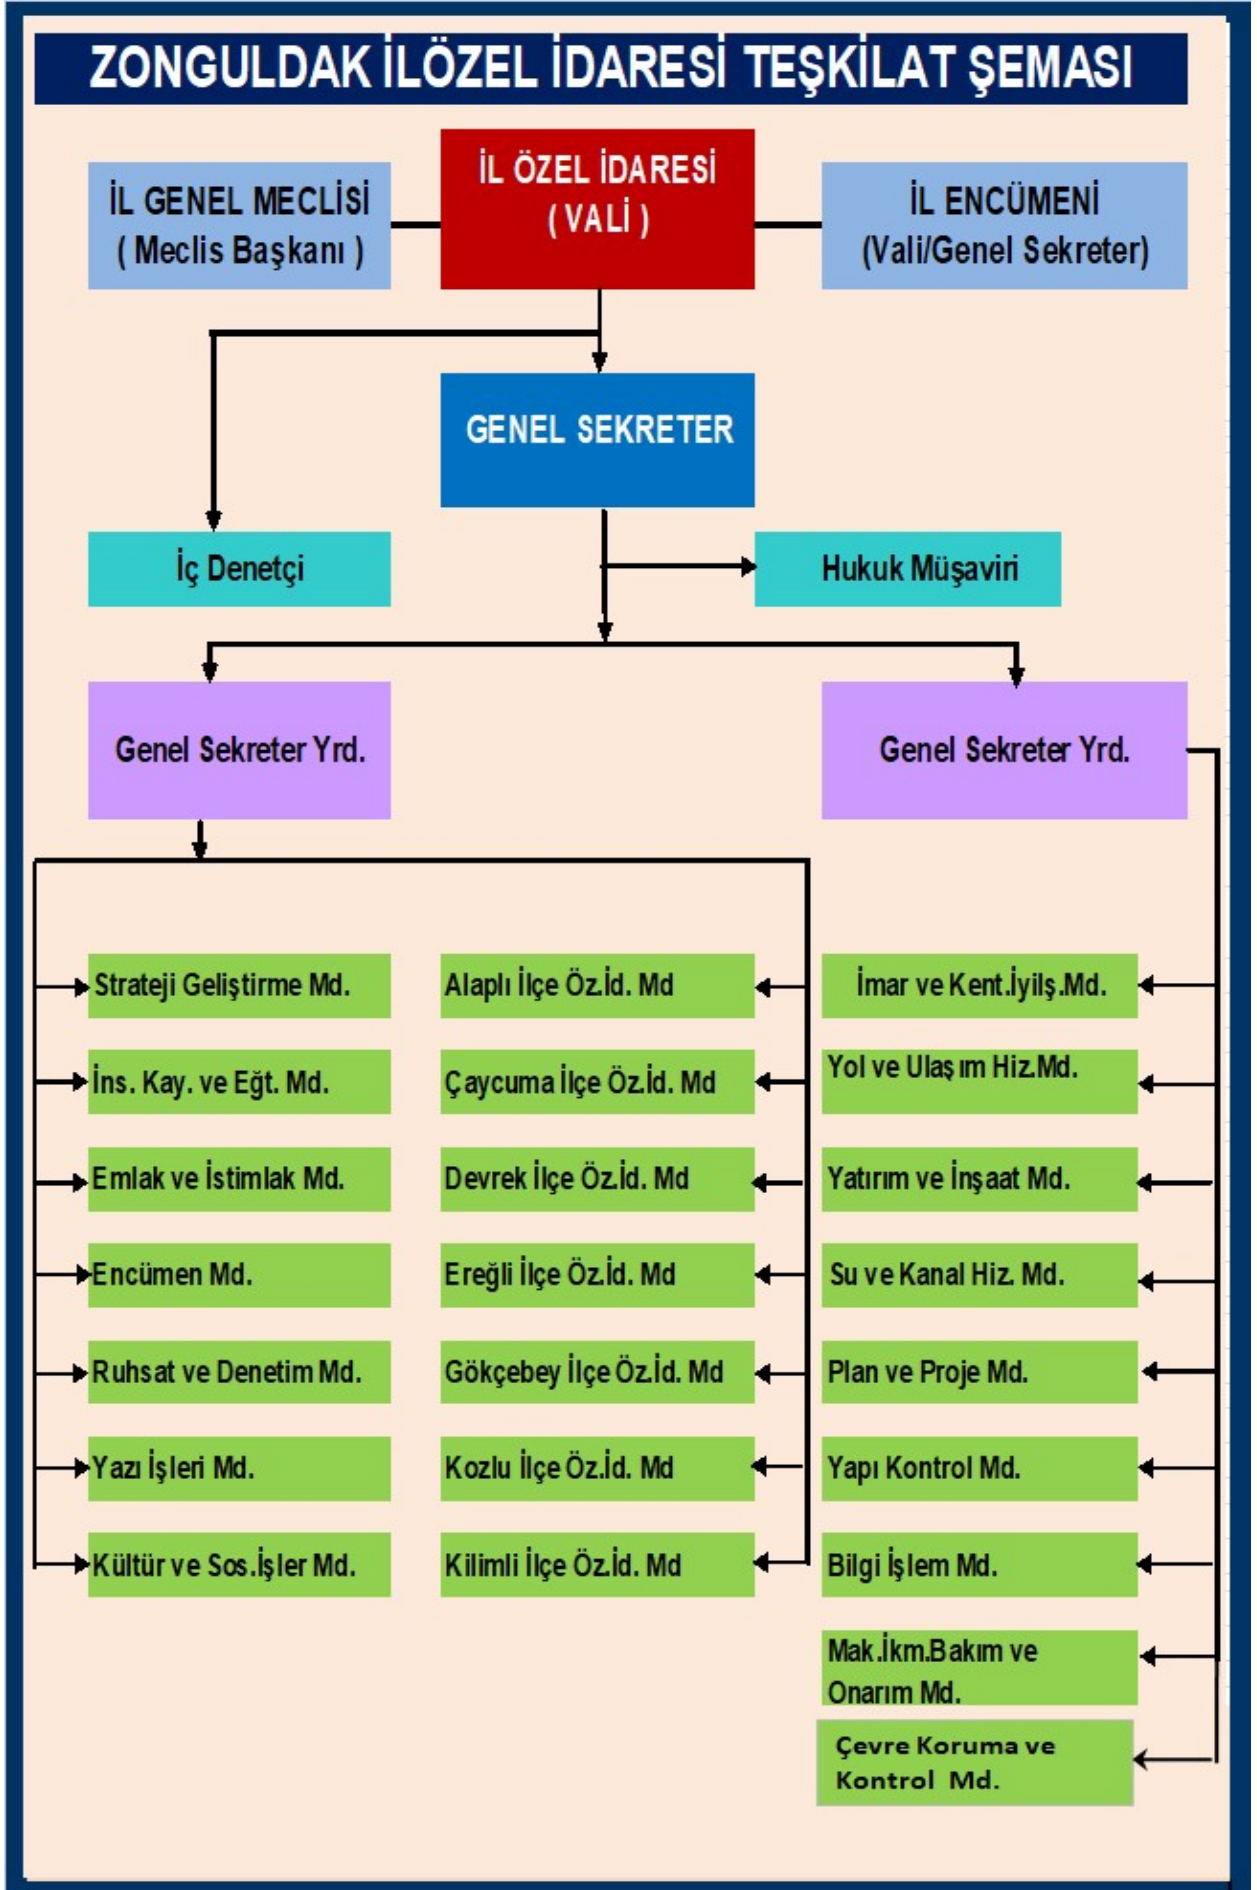 ZONGULDAK İLÖZEL İDARESİ TEŞKİLAT ŞEMASI
İL GENEL MECLİSİ
( Meclis Başkanı )
İL ÖZEL İDARESİ
( VALİ )
İL ENCÜMENİ
(Vali/Genel Sekreter)
GENEL SEKRETER
İç Denetçi
Hukuk Müşaviri
Genel Sekreter Yrd.
Genel Sekreter Yrd.
Strateji Geliştirme Md.
İns. Kay. ve Eğt. Md.
Emlak ve İstimlak Md.
Encümen Md.
Ruhsat ve Denetim Md.
Yazı İşleri Md.
Kültür ve Sos.İşler Md.
Alaplı İlçe Öz.İd. Md
Çaycuma İlçe Öz.İd. Md
Devrek İlçe Öz.İd. Md
Ereğli İlçe Öz.İd. Md
Gökçebey İlçe Öz.İd. Md
Kozlu İlçe Öz.İd. Md
Kilimli İlçe Öz.İd. Md
İmar ve Kent.İyilş.Md.
Yol ve Ulaşım Hiz.Md.
Yatırım ve İnşaat Md.
Su ve Kanal Hiz. Md.
Plan ve Proje Md.
Yapı Kontrol Md.
Bilgi İşlem Md.
Mak.İkm.Bakım ve
Onarım Md.
Çevre Koruma ve
Kontrol Md.